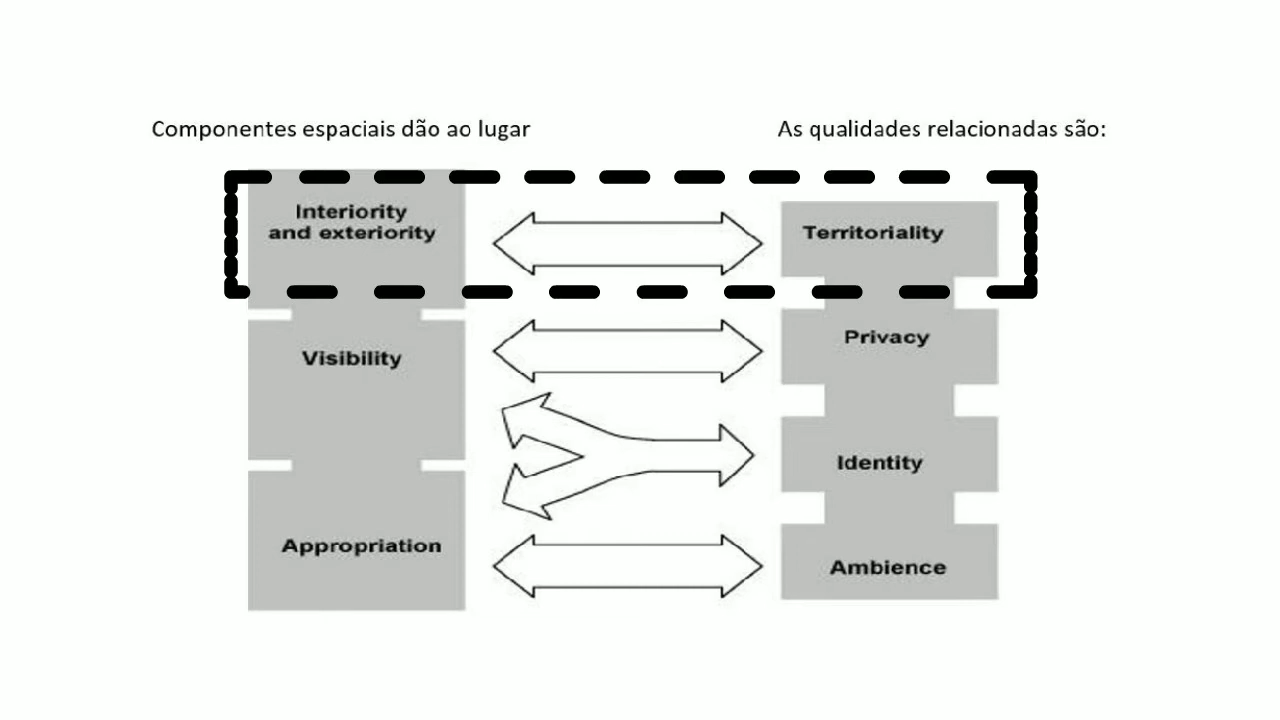 Componentes espaciais dão ao lugar
As qualidades relacionadas são:
Interiority
and exteriority
Territoriality
Visibility
Privacy
Identity
Appropriation
Ambience